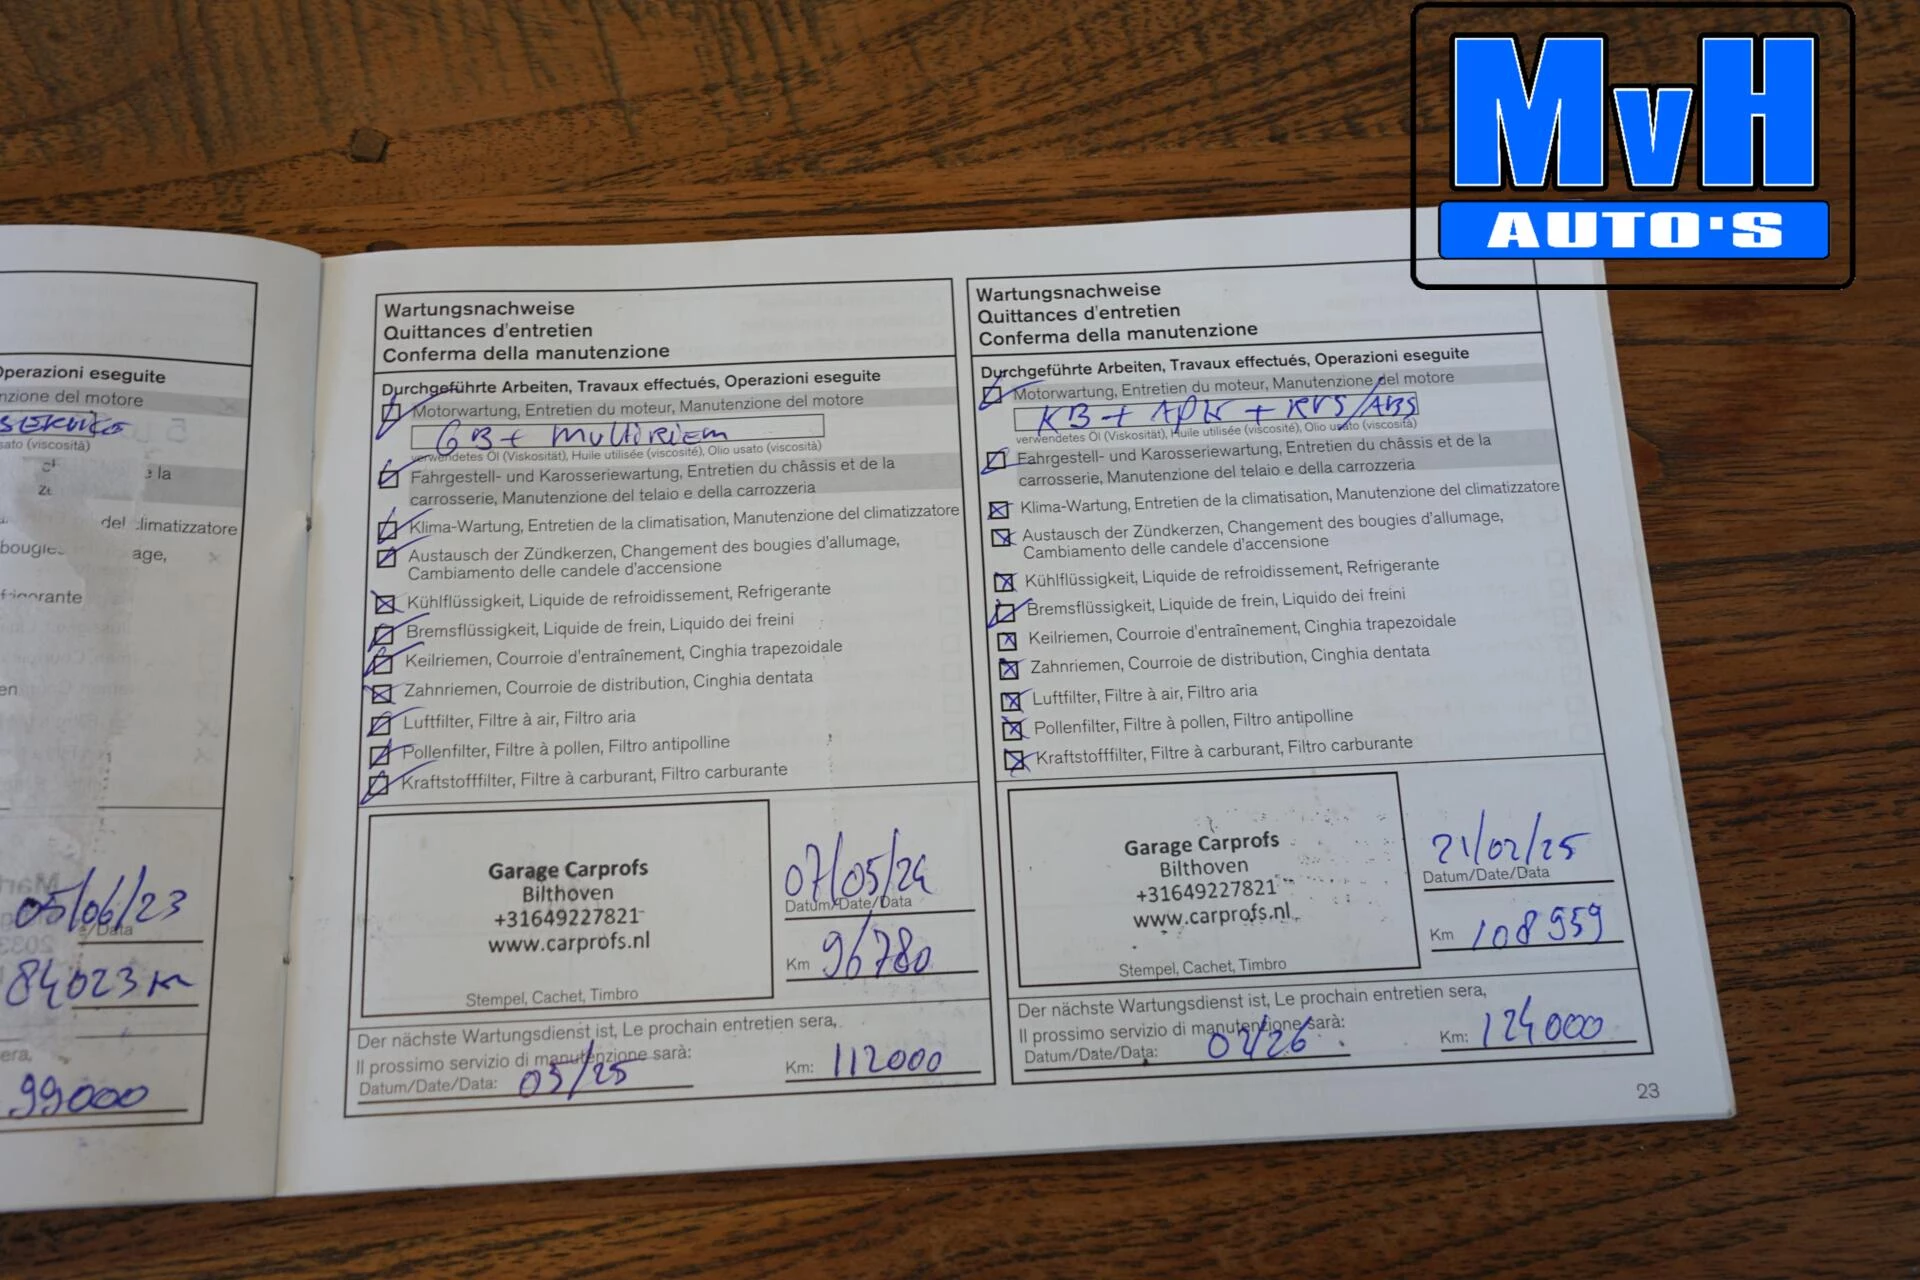 MvH
AUTO'S
Operazioni eseguite
nzione del motore
SERVICE
sato (viscosità)
e la
del climatizzatore
bougies age,
frigorante
en
05/06/23
e/Data
84023 km
era,
99000
Wartungsnachweise
Quittances d'entretien
Conferma della manutenzione
Durchgeführte Arbeiten, Travaux effectués, Operazioni eseguite
Motorwartung, Entretien du moteur, Manutenzione del motore
GB + Multiriem
verwendetes Öl (Viskosität), Huile utilisée (viscosité), Olio usato (viscosità)
Fahrgestell- und Karosseriewartung, Entretien du châssis et de la
carrosserie, Manutenzione del telaio e della carrozzeria
Klima-Wartung, Entretien de la climatisation, Manutenzione del climatizzatore
Austausch der Zündkerzen, Changement des bougies d'allumage,
Cambiamento delle candele d'accensione
Kühlflüssigkeit, Liquide de refroidissement, Refrigerante
Bremsflüssigkeit, Liquide de frein, Liquido dei freini
Keilriemen, Courroie d'entraînement, Cinghia trapezoidale
Zahnriemen, Courroie de distribution, Cinghia dentata
Luftfilter, Filtre à air, Filtro aria
Pollenfilter, Filtre à pollen, Filtro antipolline
Kraftstofffilter, Filtre à carburant, Filtro carburante
Garage Carprofs
Bilthoven
+31649227821
www.carprofs.nl
Stempel, Cachet, Timbro
07/05/24
Datum/Date/Data
Km 96780
Der nächste Wartungsdienst ist, Le prochain entretien sera,
Il prossimo servizio di manutenzione sarà:
Datum/Date/Data: 05/25 Km: 112000
Wartungsnachweise
Quittances d'entretien
Conferma della manutenzione
Durchgeführte Arbeiten, Travaux effectués, Operazioni eseguite
Motorwartung, Entretien du moteur, Manutenzione del motore
KB + APK + RVS/ABS
verwendetes Öl (Viskosität), Huile utilisée (viscosité), Olio usato (viscosità)
Fahrgestell- und Karosseriewartung, Entretien du châssis et de la
carrosserie, Manutenzione del telaio e della carrozzeria
Klima-Wartung, Entretien de la climatisation, Manutenzione del climatizzatore
Austausch der Zündkerzen, Changement des bougies d'allumage,
Cambiamento delle candele d'accensione
Kühlflüssigkeit, Liquide de refroidissement, Refrigerante
Bremsflüssigkeit, Liquide de frein, Liquido dei freini
Keilriemen, Courroie d'entraînement, Cinghia trapezoidale
Zahnriemen, Courroie de distribution, Cinghia dentata
Luftfilter, Filtre à air, Filtro aria
Pollenfilter, Filtre à pollen, Filtro antipolline
Kraftstofffilter, Filtre à carburant, Filtro carburante
Garage Carprofs
Bilthoven
+31649227821
www.carprofs.nl
Stempel, Cachet, Timbro
21/02/25
Datum/Date/Data
Km 108959
Der nächste Wartungsdienst ist, Le prochain entretien sera,
Il prossimo servizio di manutenzione sarà:
Datum/Date/Data: 02/26 Km: 124000
23